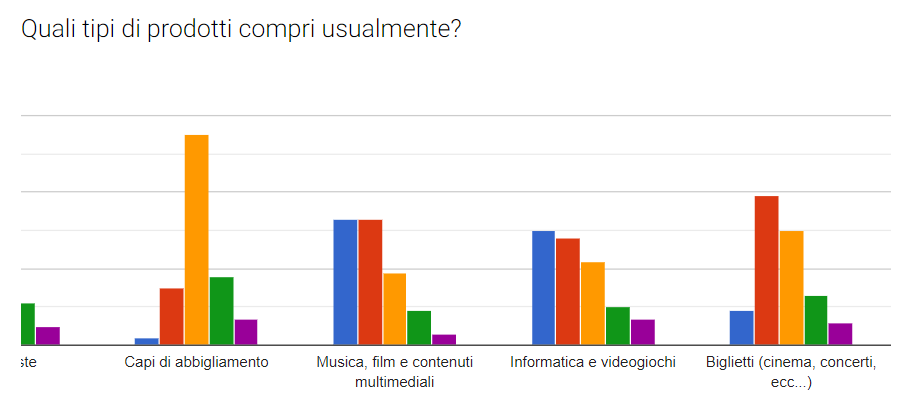 Quali tipi di prodotti compri usualmente?
ste
Capi di abbigliamento
Musica, film e contenuti
multimediali
Informatica e videogiochi
Biglietti (cinema, concerti,
ecc...)